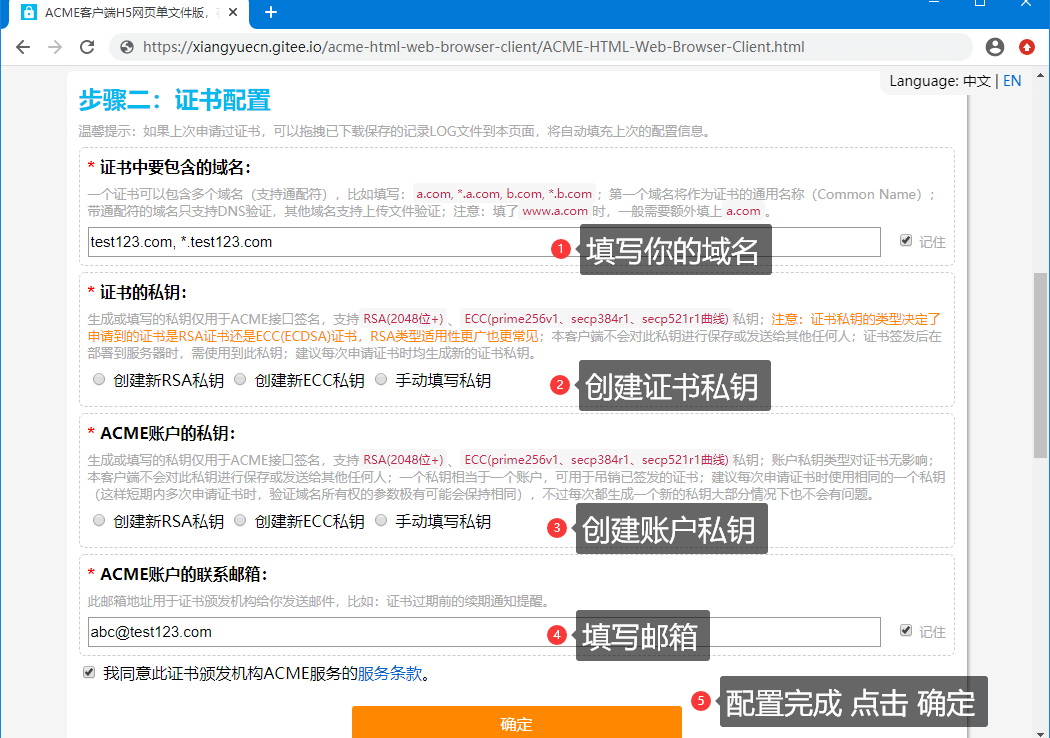 ACME客户端H5网页单文件版，
https://xiangyuecn.gitee.io/acme-html-web-browser-client/ACME-HTML-Web-Browser-Client.html
Language: 中文 | EN
步骤二：证书配置
温馨提示：如果上次申请过证书，可以拖拽已下载保存的记录LOG文件到本页面，将自动填充上次的配置信息。
* 证书中要包含的域名:
一个证书可以包含多个域名（支持通配符），比如填写： a.com, *.a.com, b.com, *.b.com ；第一个域名将作为证书的通用名称（Common Name）；
带通配符的域名只支持DNS验证，其他域名支持上传文件验证；注意：填了 www.a.com 时，一般需要额外填上 a.com 。
test123.com, *.test123.com
1 填写你的域名
记住
* 证书的私钥:
生成或填写的私钥仅用于ACME接口签名，支持 RSA(2048位+) 、 ECC(prime256v1、secp384r1、secp521r1曲线) 私钥；注意：证书私钥的类型决定了
申请到的证书是RSA证书还是ECC(ECDSA)证书，RSA类型适用性更广也更常见；本客户端不会对此私钥进行保存或发送给其他任何人；证书签发后在
部署到服务器时，需使用到此私钥；建议每次申请证书时均生成新的证书私钥。
创建新RSA私钥 创建新ECC私钥 手动填写私钥
2 创建证书私钥
* ACME账户的私钥:
生成或填写的私钥仅用于ACME接口签名，支持 RSA(2048位+) 、 ECC(prime256v1、secp384r1、secp521r1曲线) 私钥；账户私钥类型对证书无影响；
本客户端不会对此私钥进行保存或发送给其他任何人；一个私钥相当于一个账户，可用于吊销已签发的证书；建议每次申请证书时使用相同的一个私钥
（这样短期内多次申请证书时，验证域名所有权的参数极有可能会保持相同），不过每次都生成一个新的私钥大部分情况下也不会有问题。
创建新RSA私钥 创建新ECC私钥 手动填写私钥
3 创建账户私钥
* ACME账户的联系邮箱:
此邮箱地址用于证书颁发机构给你发送邮件，比如：证书过期前的续期通知提醒。
abc@test123.com
4 填写邮箱
记住
我同意此证书颁发机构ACME服务的服务条款。
5 配置完成 点击 确定
确定